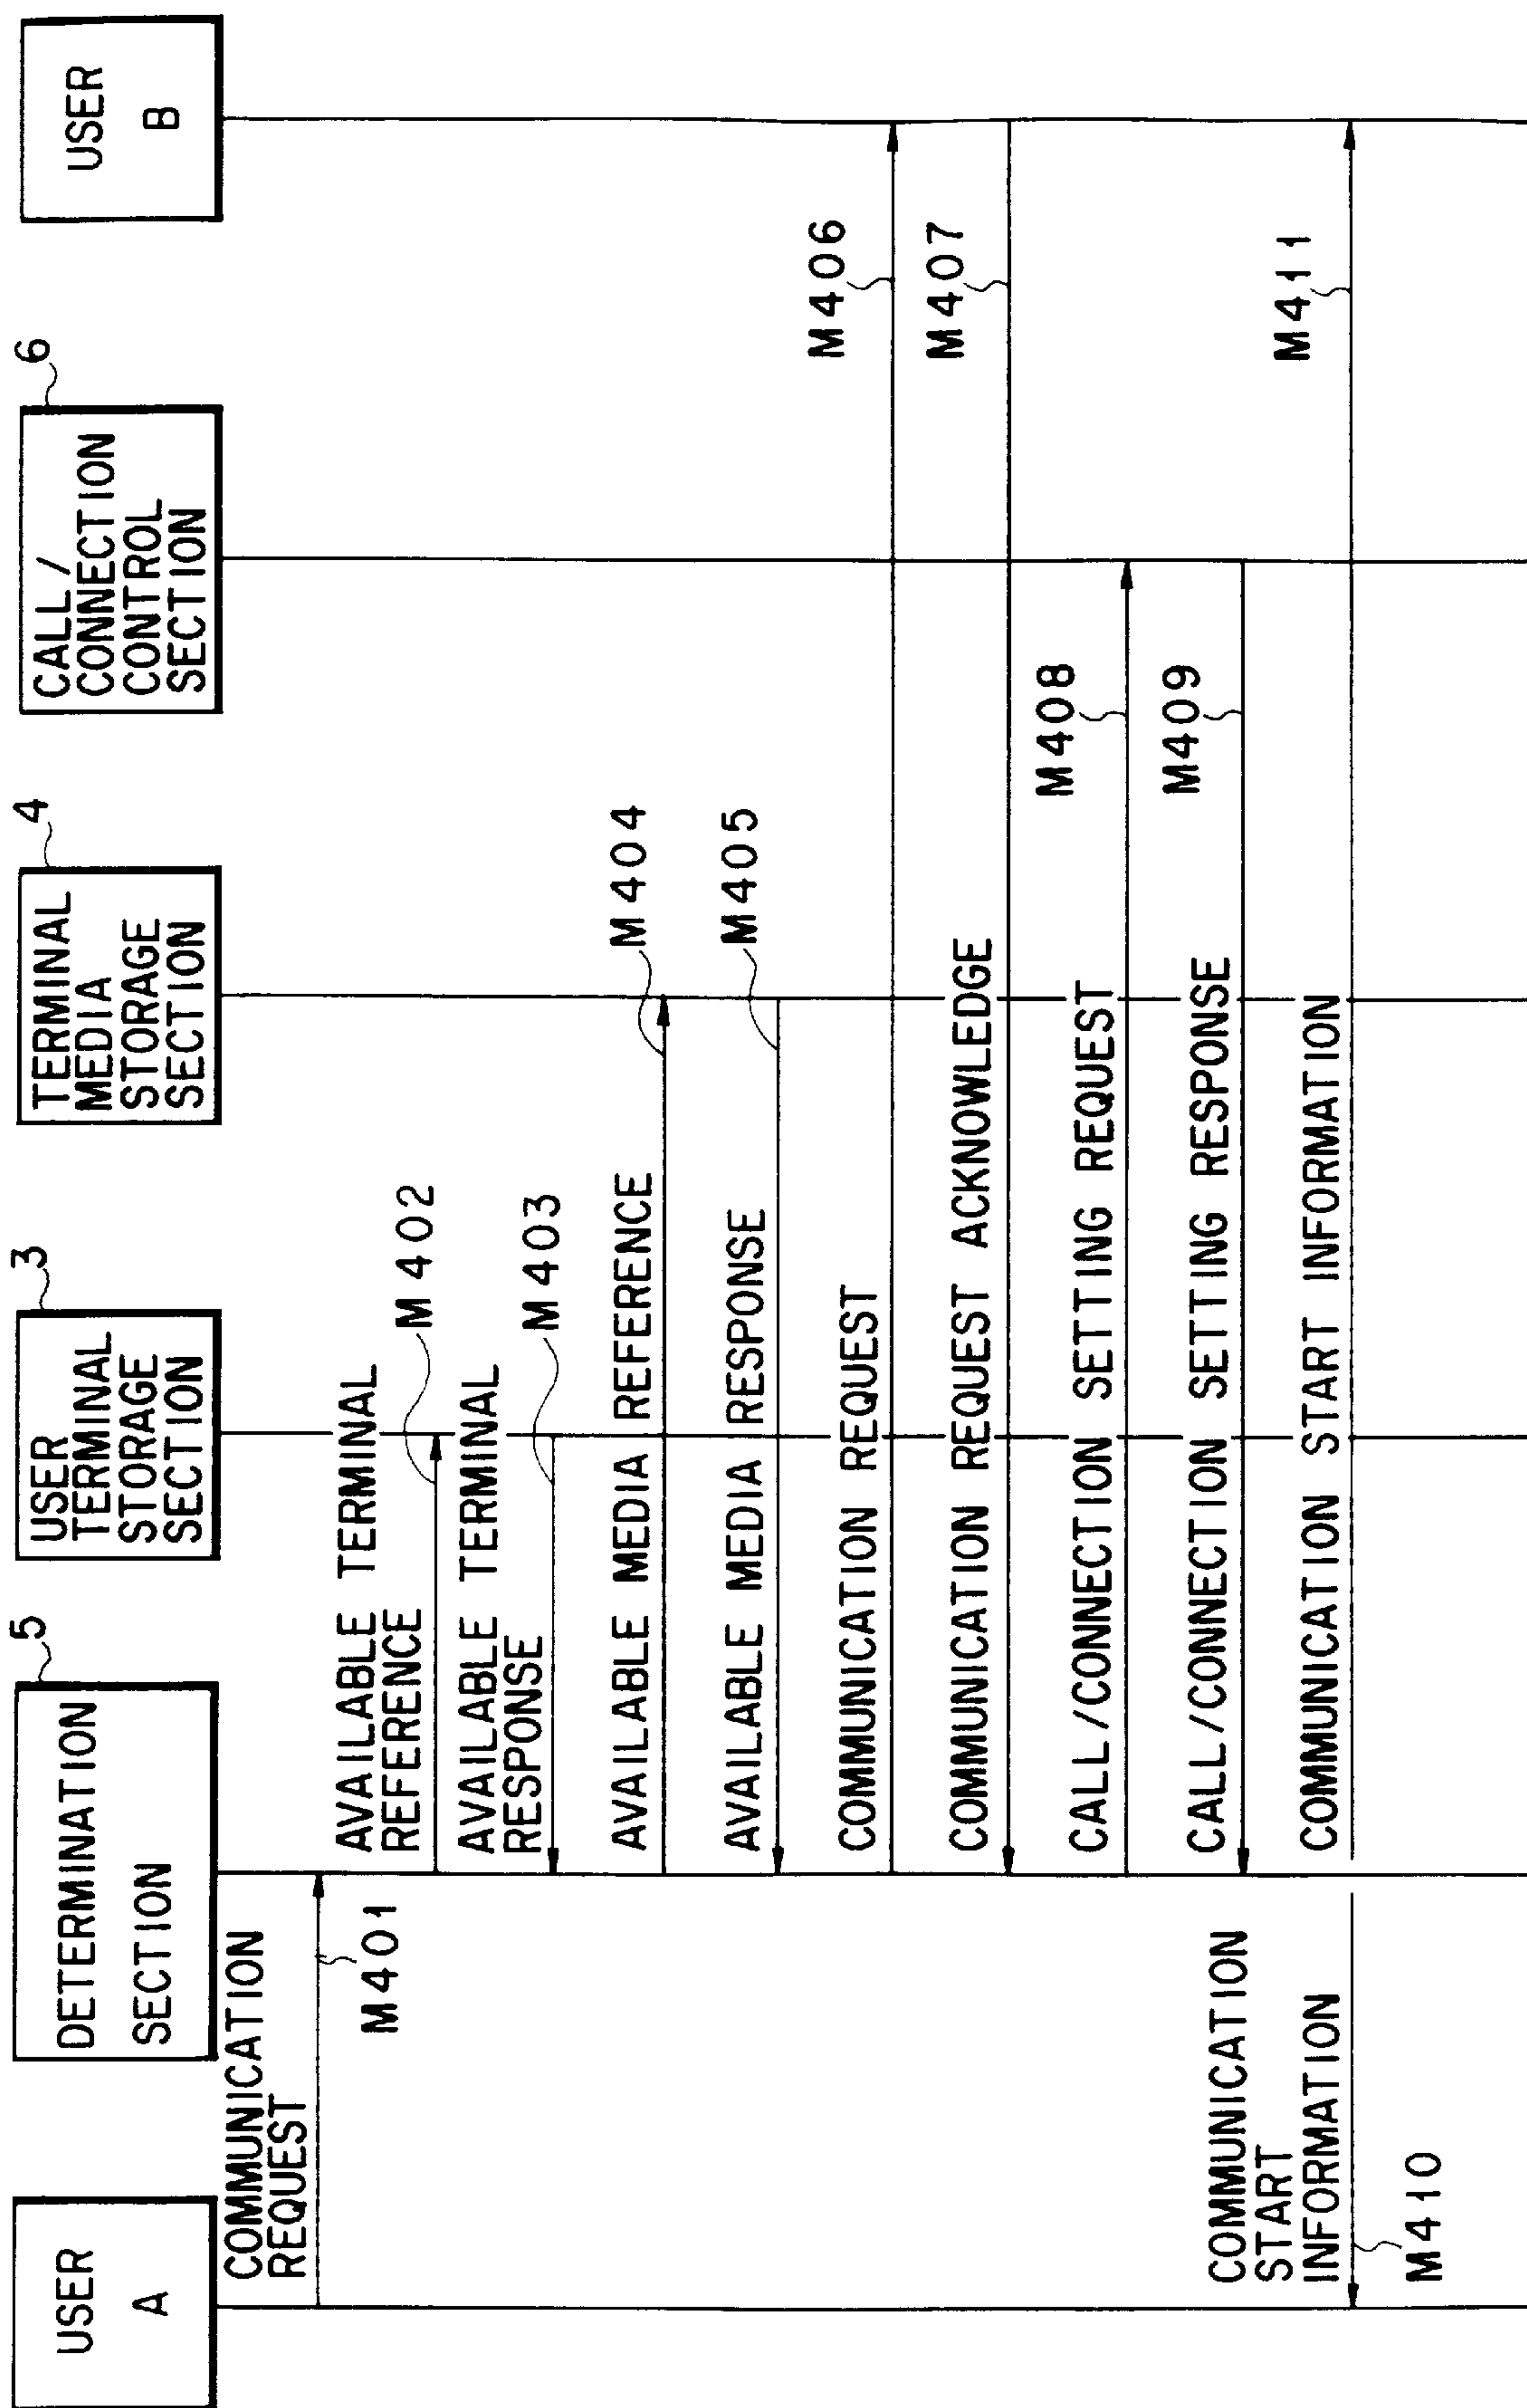 USER
A
DETERMINATION
SECTION
5
USER
TERMINAL
STORAGE
SECTION
3
TERMINAL
MEDIA
STORAGE
SECTION
4
CALL/
CONNECTION
CONTROL
SECTION
6
USER
B
COMMUNICATION
REQUEST
M401
AVAILABLE TERMINAL
REFERENCE
M402
AVAILABLE TERMINAL
RESPONSE
M403
AVAILABLE MEDIA REFERENCE
M404
AVAILABLE MEDIA RESPONSE
M405
COMMUNICATION REQUEST
M406
COMMUNICATION REQUEST ACKNOWLEDGE
M407
CALL/CONNECTION SETTING REQUEST
M408
CALL/CONNECTION SETTING RESPONSE
M409
COMMUNICATION
START
INFORMATION
M410
COMMUNICATION START INFORMATION
M411